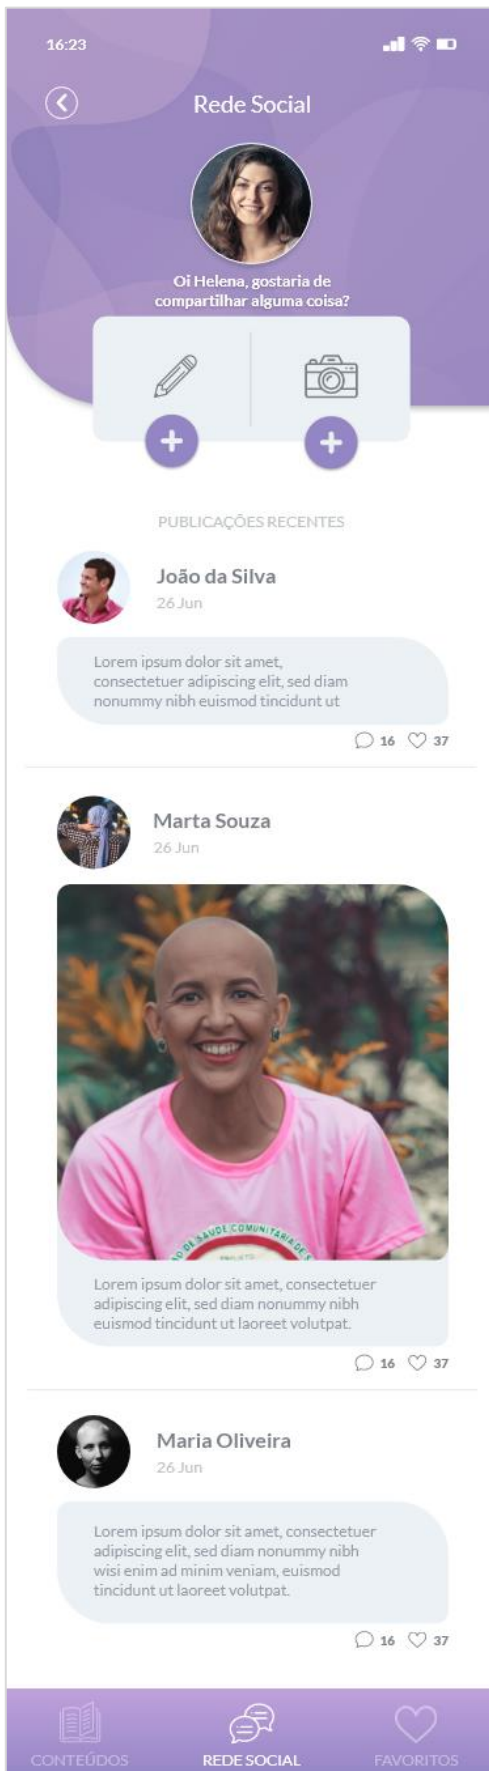 16:23
Rede Social
Oi Helena, gostaria de
compartilhar alguma coisa?
PUBLICAÇÕES RECENTES
João da Silva
26 Jun
Lorem ipsum dolor sit amet,
consectetuer adipiscing elit, sed diam
nonummy nibh euismod tincidunt ut
16 37
Marta Souza
26 Jun
DE SAUDE COMUNITARIA DE
Lorem ipsum dolor sit amet, consectetuer
adipiscing elit, sed diam nonummy nibh
euismod tincidunt ut laoreet volutpat.
16 37
Maria Oliveira
26 Jun
Lorem ipsum dolor sit amet, consectetuer
adipiscing elit, sed diam nonummy nibh
wisi enim ad minim veniam, euismod
tincidunt ut laoreet volutpat.
16 37
CONTEÚDOS REDE SOCIAL FAVORITOS